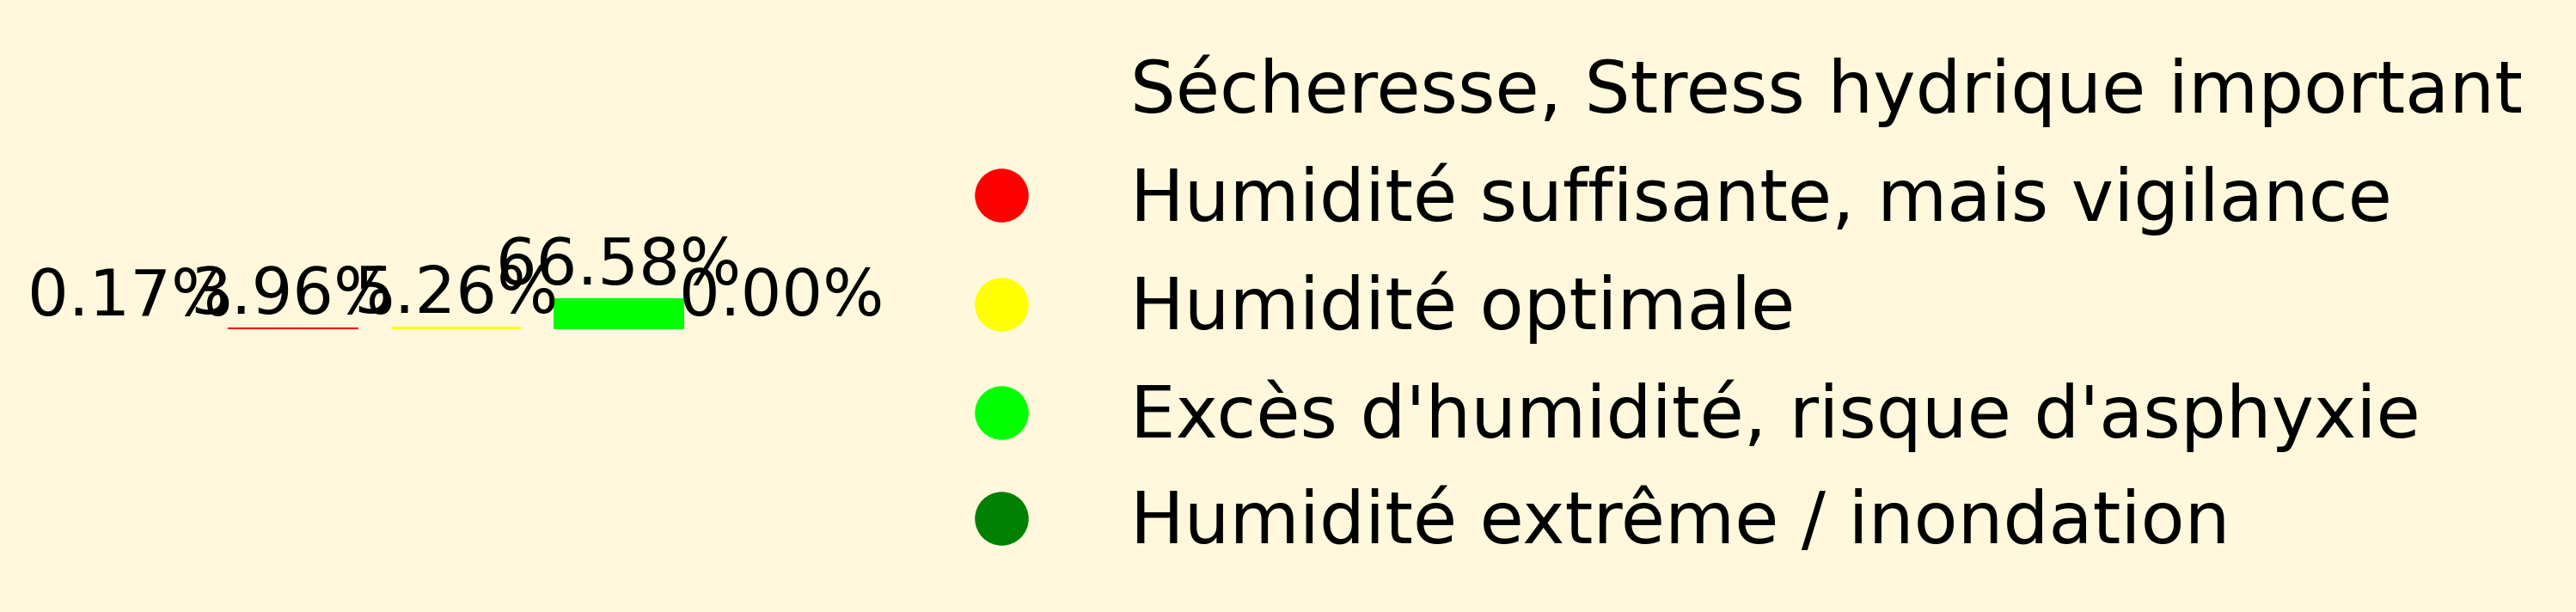 0.17%
3.96%
5.26%
66.58%
0.00%
Sécheresse, Stress hydrique important
Humidité suffisante, mais vigilance
Humidité optimale
Excès d'humidité, risque d'asphyxie
Humidité extrême / inondation